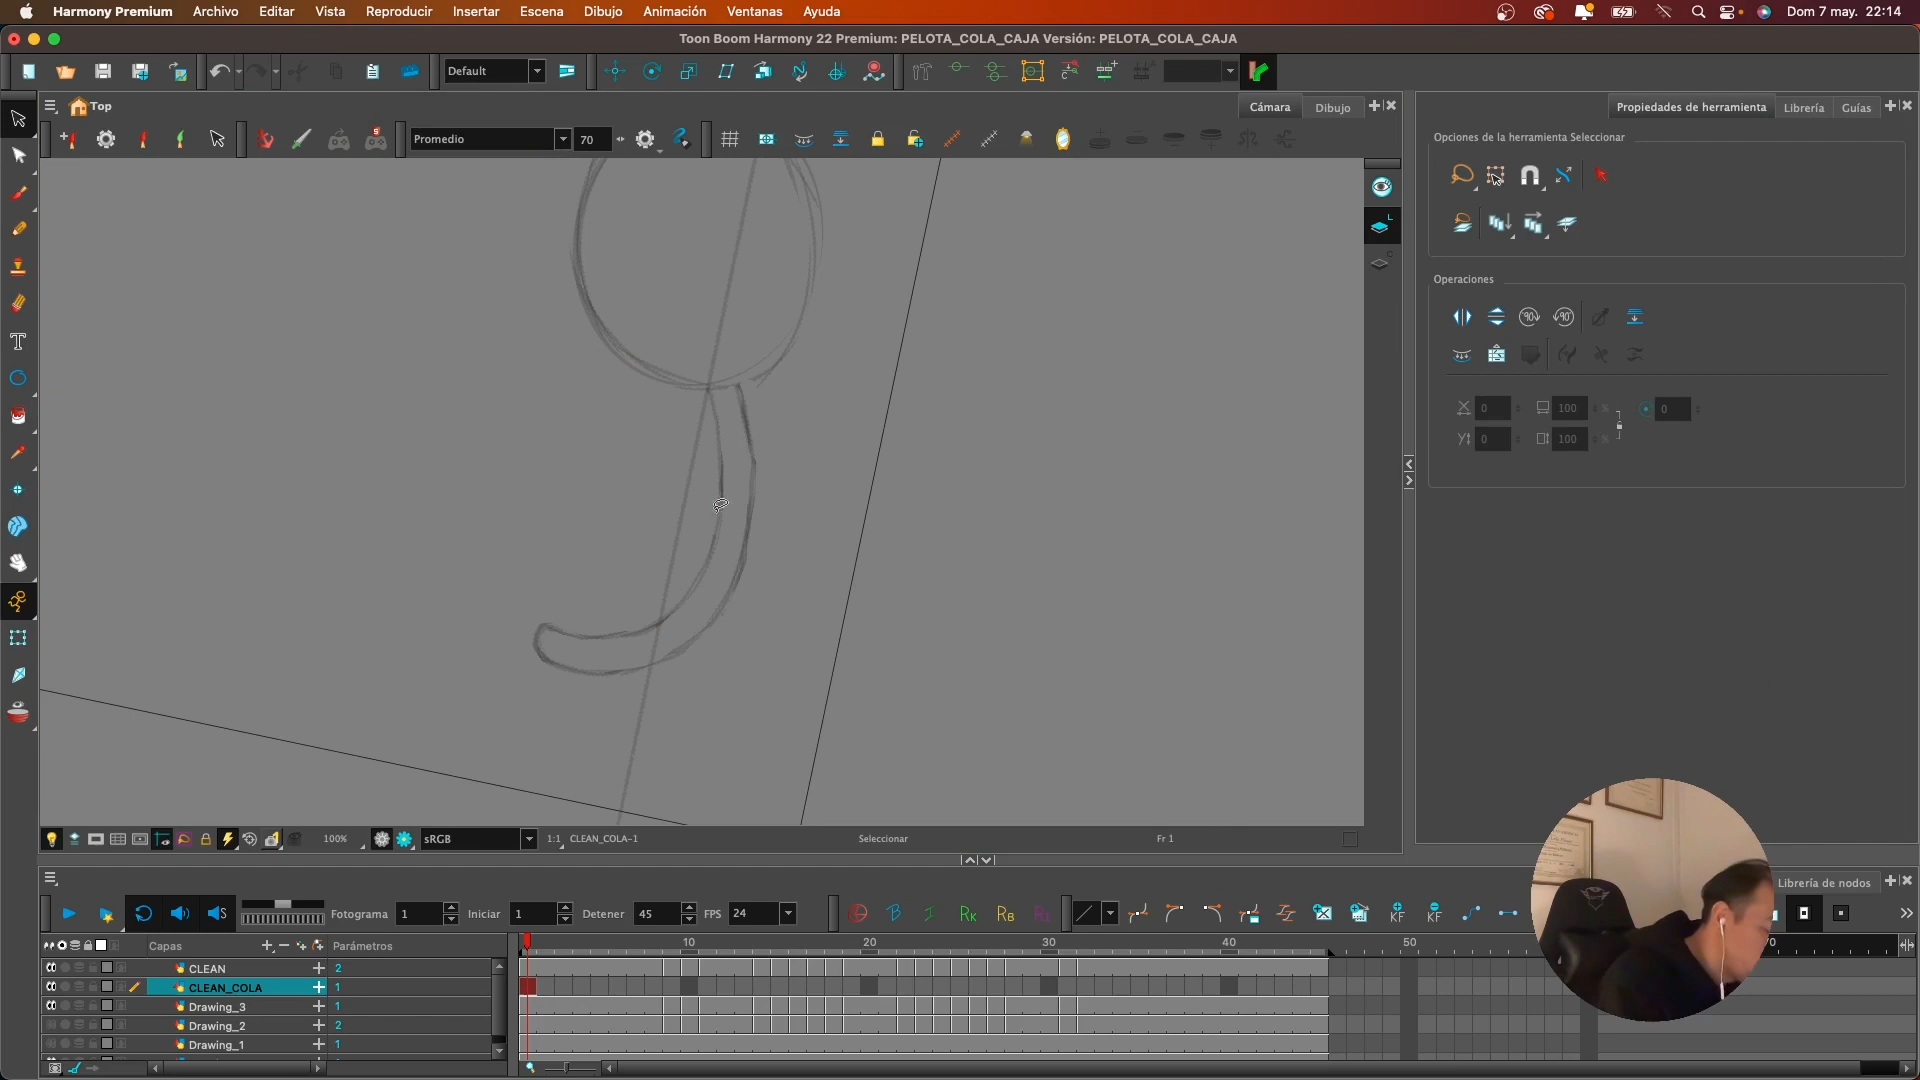 Harmony Premium Archivo Editar Vista Reproducir Insertar Escena Dibujo Animación Ventanas Ayuda Dom 7 may. 22:14
Toon Boom Harmony 22 Premium: PELOTA_COLA_CAJA Versión: PELOTA_COLA_CAJA
Default
Top
Cámara Dibujo
Propiedades de herramienta Librería Guías
Promedio 70
Opciones de la herramienta Seleccionar
Operaciones
0 100 % 0
0 100 %
100% sRGB 1:1 CLEAN_COLA-1 Seleccionar Fr 1
Librería de nodos
Fotograma 1 Iniciar 1 Detener 45 FPS 24
Capas Parámetros
10 20 30 40 50
CLEAN 2
CLEAN_COLA 1
Drawing_3 1
Drawing_2 2
Drawing_1 1